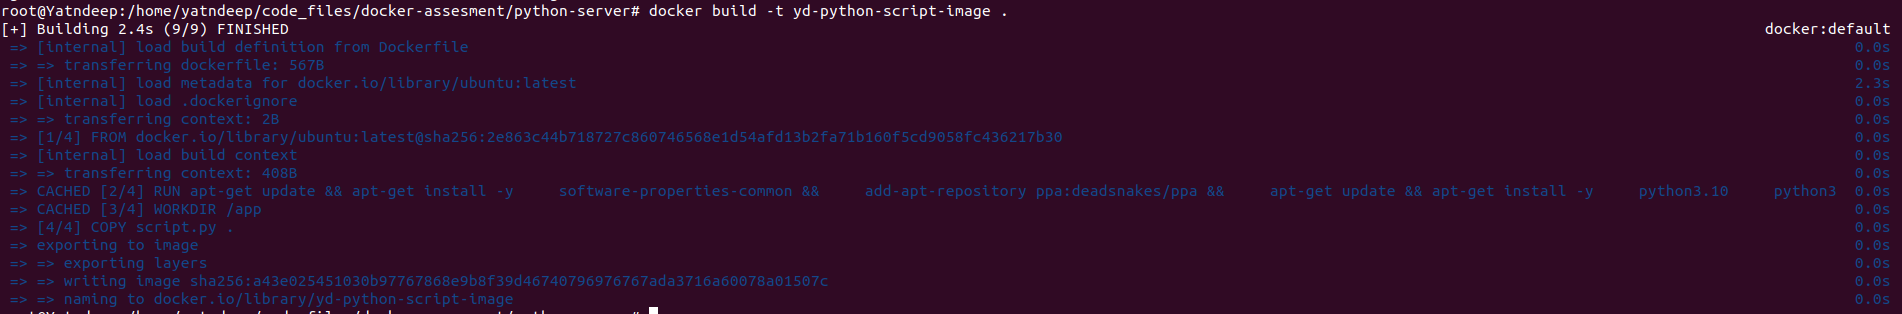 root@Yatndeep:/home/yatndeep/code_files/docker-assesment/python-server# docker build -t yd-python-script-image .
[+] Building 2.4s (9/9) FINISHED docker:default
=> [internal] load build definition from Dockerfile 0.0s
=> => transferring dockerfile: 567B 0.0s
=> [internal] load metadata for docker.io/library/ubuntu:latest 2.3s
=> [internal] load .dockerignore 0.0s
=> => transferring context: 2B 0.0s
=> [1/4] FROM docker.io/library/ubuntu:latest@sha256:2e863c44b718727c860746568e1d54afd13b2fa71b160f5cd9058fc436217b30 0.0s
=> [internal] load build context 0.0s
=> => transferring context: 408B 0.0s
=> CACHED [2/4] RUN apt-get update && apt-get install -y software-properties-common && add-apt-repository ppa:deadsnakes/ppa && apt-get update && apt-get install -y python3.10 python3 0.0s
=> CACHED [3/4] WORKDIR /app 0.0s
=> [4/4] COPY script.py . 0.0s
=> exporting to image 0.0s
=> => exporting layers 0.0s
=> => writing image sha256:a43e025451030b97767868e9b8f39d46740796976767ada3716a60078a01507c 0.0s
=> => naming to docker.io/library/yd-python-script-image 0.0s